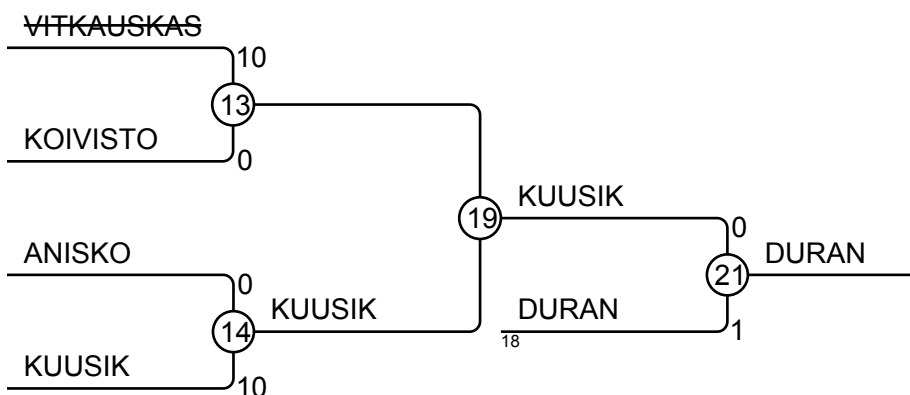 VITKAUSKAS
10
13
KOIVISTO
0
KUUSIK
19
0
ANISKO
DURAN
0
21
KUUSIK
DURAN
14
1
18
KUUSIK
10